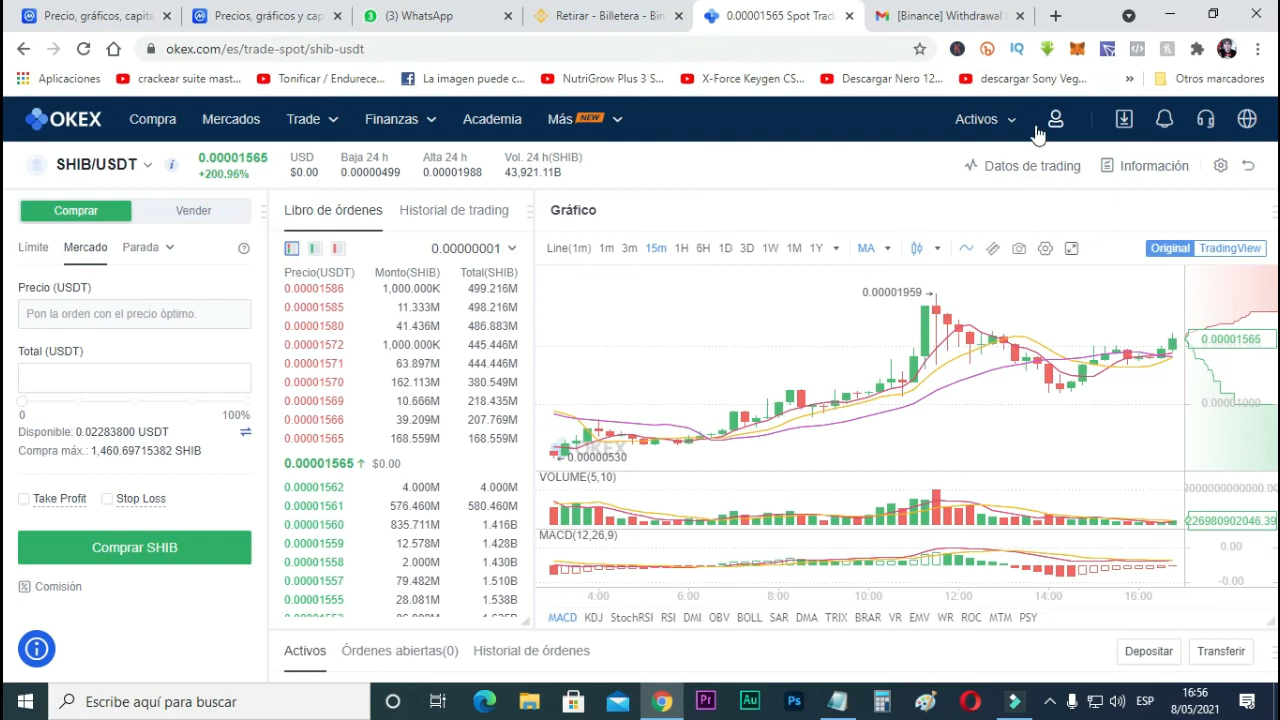 Precio, gráficos, capita
Precios, gráficos y cap
(3) WhatsApp
Retirar - Billetera - Bin
0.00001565 Spot Trad
[Binance] Withdrawal
okex.com/es/trade-spot/shib-usdt
Aplicaciones
crackear suite mast...
Tonificar / Endurece...
La imagen puede c...
NutriGrow Plus 3 S...
X-Force Keygen CS...
Descargar Nero 12...
descargar Sony Veg...
»
Otros marcadores
OKEX
Compra
Mercados
Trade
Finanzas
Academia
Más NEW
Activos
SHIB/USDT
0.00001565
+200.96%
USD
$0.00
Baja 24 h
0.00000499
Alta 24 h
0.00001988
Vol. 24 h(SHIB)
43,921.11B
Datos de trading
Información
Comprar
Vender
Límite
Mercado
Parada
Precio (USDT)
Pon la orden con el precio óptimo.
Total (USDT)
0
100%
Disponible: 0.02283800 USDT
Compra máx.: 1,460.69715382 SHIB
Take Profit
Stop Loss
Comprar SHIB
Comisión
Libro de órdenes
Historial de trading
0.00000001
Precio(USDT) Monto(SHIB) Total(SHIB)
0.00001586 1,000.000K 499.216M
0.00001585 11.333M 498.216M
0.00001580 41.436M 486.883M
0.00001572 1,000.000K 445.446M
0.00001571 63.897M 444.446M
0.00001570 162.113M 380.549M
0.00001569 10.666M 218.435M
0.00001566 39.209M 207.769M
0.00001565 168.559M 168.559M
0.00001565 ↑ $0.00
0.00001562 4.000M 4.000M
0.00001561 576.460M 580.460M
0.00001560 835.711M 1.416B
0.00001559 12.578M 1.428B
0.00001558 2.000M 1.430B
0.00001557 79.482M 1.510B
0.00001555 28.081M 1.538B
Gráfico
Line(1m) 1m 3m 15m 1H 6H 1D 3D 1W 1M 1Y
MA
Original
TradingView
0.00001959 →
0.00001565
0.00001000
OKEX
← 0.00000530
VOLUME(5,10)
2000000000000.00
226980902046.39
MACD(12,26,9)
0.00
-0.00
4:00 6:00 8:00 10:00 12:00 14:00 16:00
MACD KDJ StochRSI RSI DMI OBV BOLL SAR DMA TRIX BRAR VR EMV WR ROC MTM PSY
Activos
Órdenes abiertas(0)
Historial de órdenes
Depositar
Transferir
Escribe aquí para buscar
Pr
Au
Ps
ESP
16:56
8/05/2021